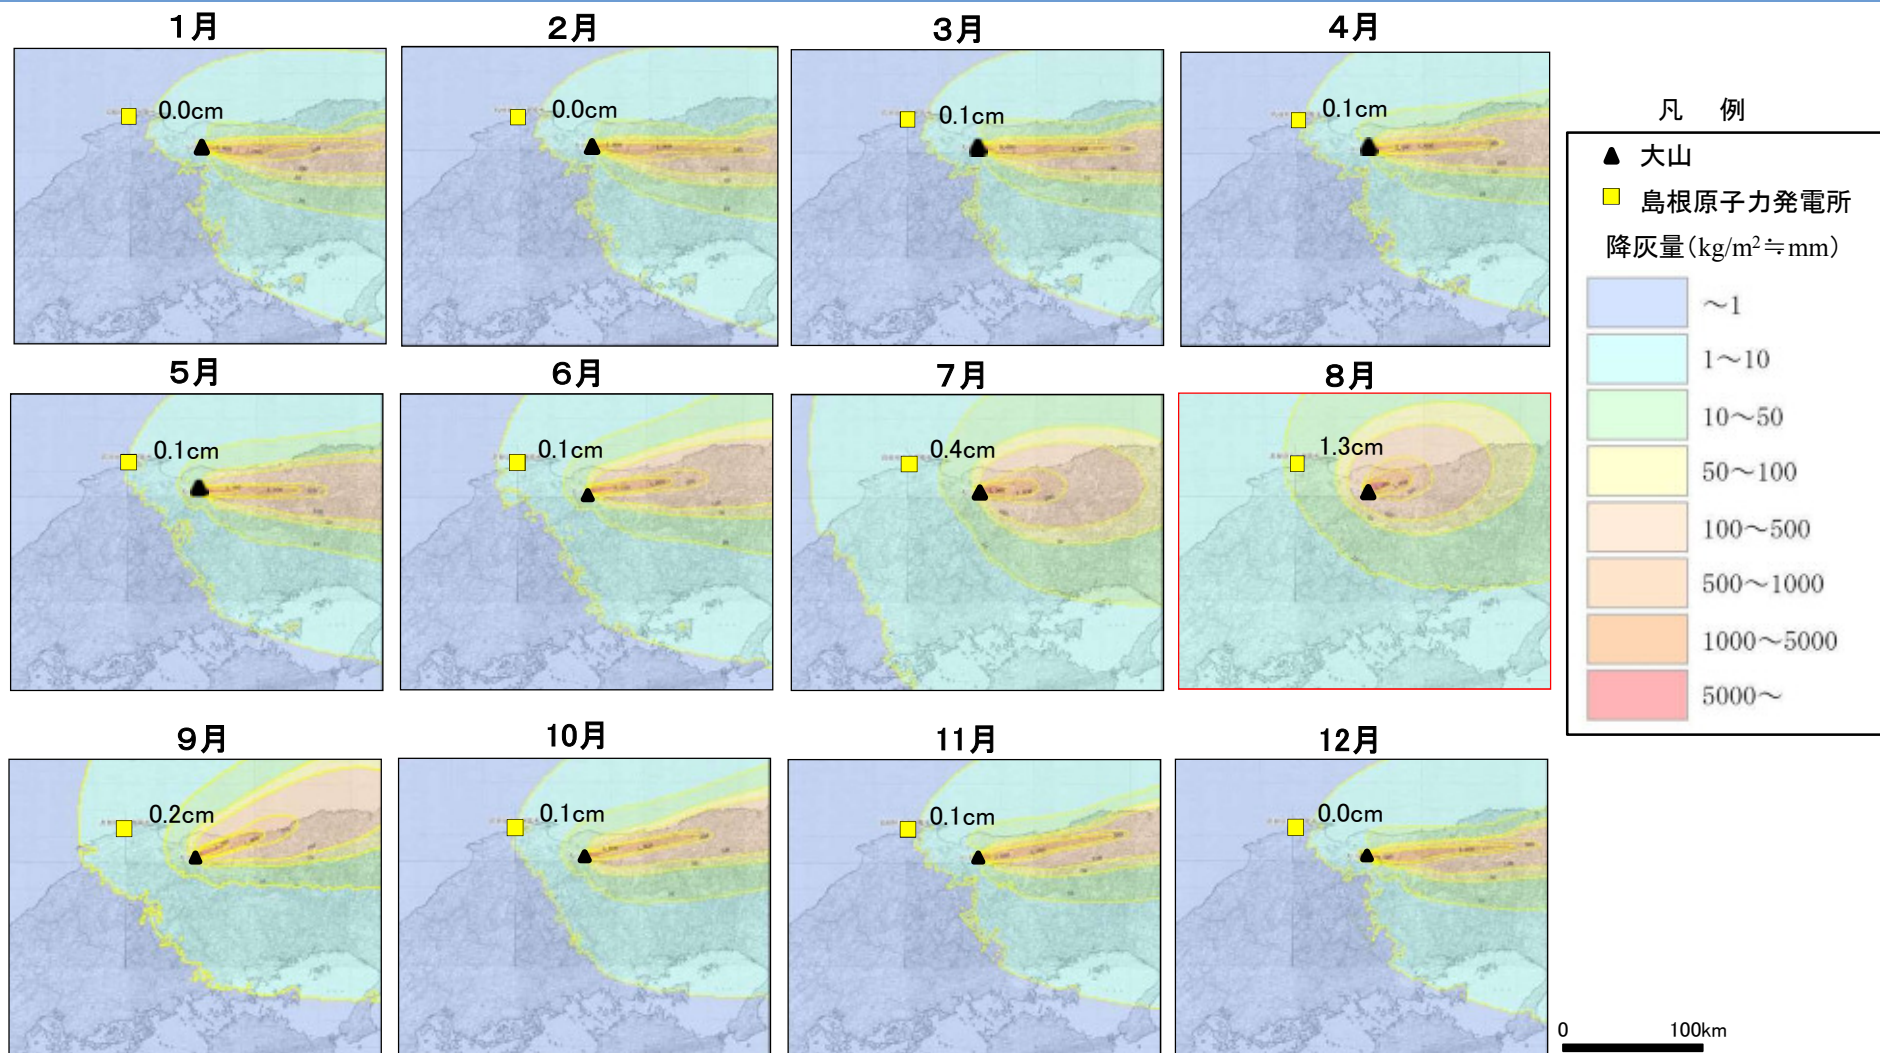 1月
2月
3月
4月
0.0cm
0.0cm
0.1cm
0.1cm
5月
6月
7月
8月
0.1cm
0.1cm
0.4cm
1.3cm
9月
10月
11月
12月
0.2cm
0.1cm
0.1cm
0.0cm
凡 例
大山
島根原子力発電所
降灰量(kg/m²≒mm)
～1
1～10
10～50
50～100
100～500
500～1000
1000～5000
5000～
0 100km